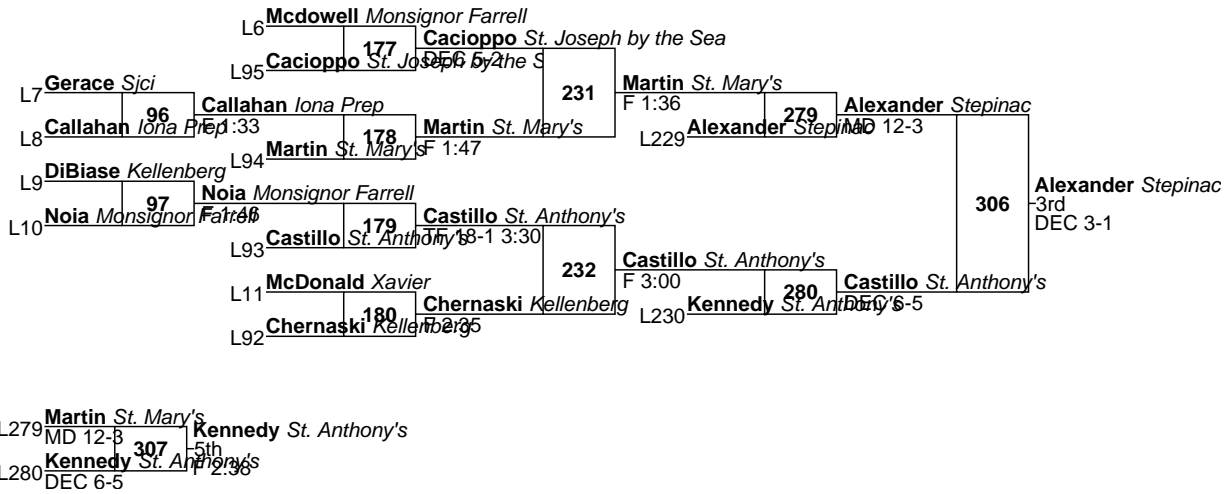 L6 Mcdowell Monsignor Farrell
177
Cacioppo St. Joseph by the Sea
DEC 5-2
L95 Cacioppo St. Joseph by the S
L7 Gerace Sjci
96
Callahan Iona Prep
F 1:33
L8 Callahan Iona Prep
178
Martin St. Mary's
F 1:47
L94 Martin St. Mary's
231
Martin St. Mary's
F 1:36
279
L229 Alexander Stepinac
Alexander Stepinac
MD 12-3
L9 DiBiase Kellenberg
97
Noia Monsignor Farrell
F 1:46
L10 Noia Monsignor Farrell
179
Castillo St. Anthony's
TF 18-1 3:30
L93 Castillo St. Anthony's
232
Castillo St. Anthony's
F 3:00
L11 McDonald Xavier
180
Chernaski Kellenberg
F 2:35
L92 Chernaski Kellenberg
280
L230 Kennedy St. Anthony's
Castillo St. Anthony's
DEC 6-5
306
Alexander Stepinac
3rd
DEC 3-1
L279 Martin St. Mary's
MD 12-3
307
Kennedy St. Anthony's
5th
F 2:38
L280 Kennedy St. Anthony's
DEC 6-5